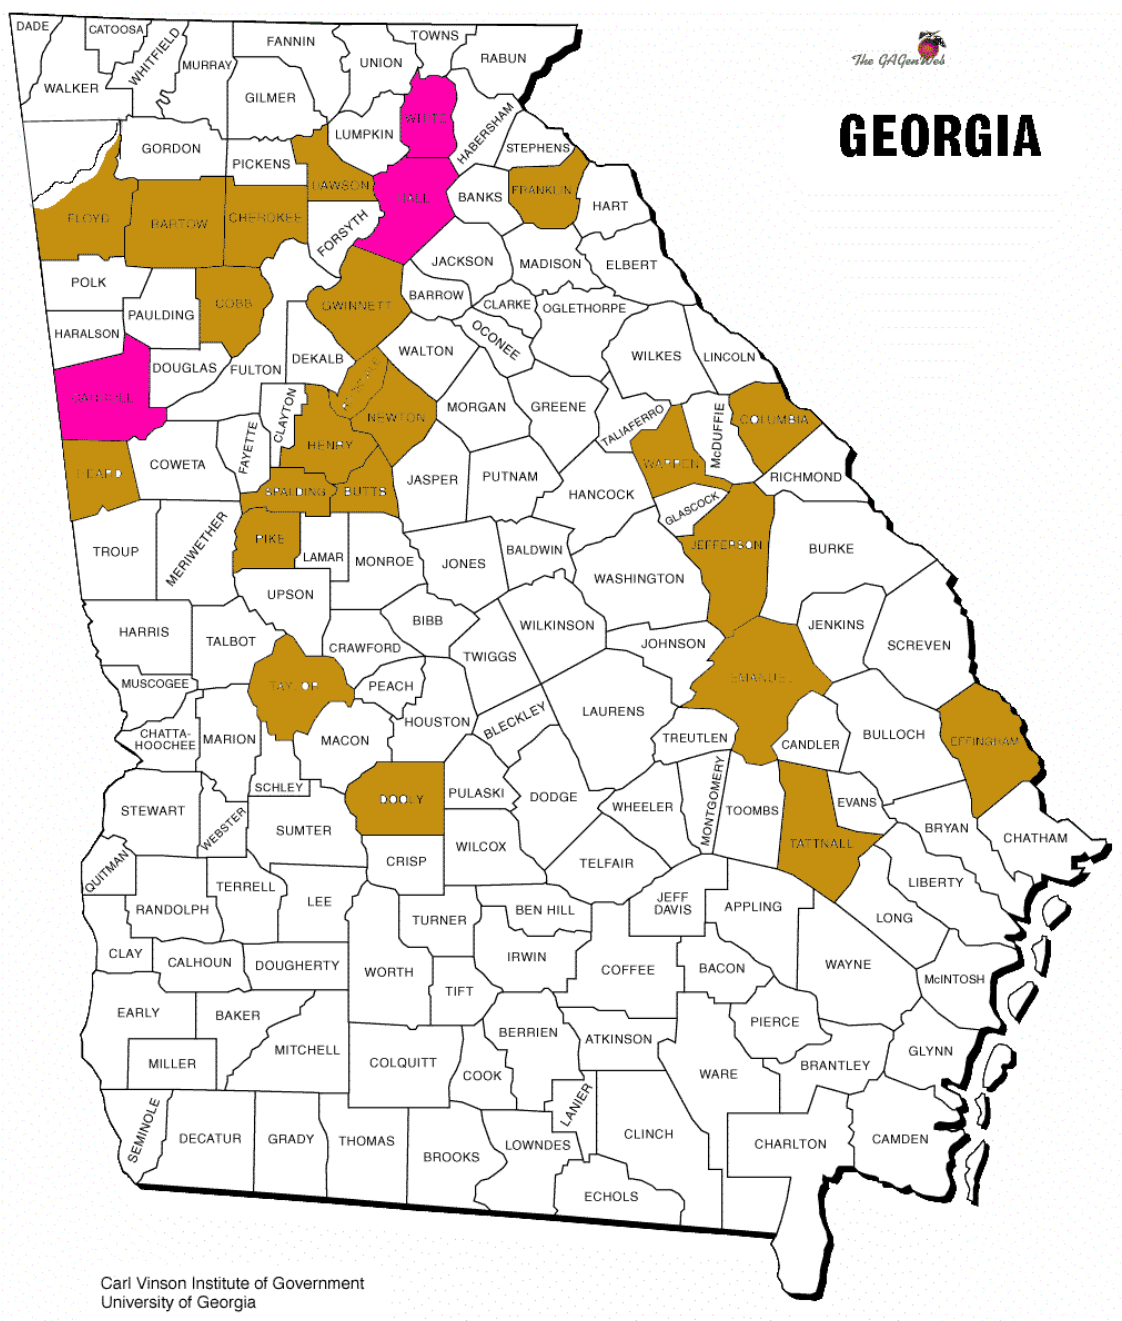 DADE
CATOOSA
WHITFIELD
MURRAY
FANNIN
UNION
TOWNS
RABUN
The GAGenWeb
WALKER
GILMER
GEORGIA
LUMPKIN
WHITE
HABERSHAM
STEPHENS
GORDON
PICKENS
DAWSON
HALL
BANKS
FRANKLIN
HART
FLOYD
BARTOW
CHEROKEE
FORSYTH
JACKSON
MADISON
ELBERT
POLK
COBB
GWINNETT
BARROW
CLARKE
OGLETHORPE
PAULDING
HARALSON
OCONEE
WALTON
WILKES
LINCOLN
DOUGLAS
FULTON
DEKALB
CARROLL
CLAYTON
NEWTON
MORGAN
GREENE
TALIAFERRO
McDUFFIE
COLUMBIA
FAYETTE
HENRY
HEARD
COWETA
SPALDING
BUTTS
JASPER
PUTNAM
HANCOCK
WARREN
GLASCOCK
RICHMOND
TROUP
MERIWETHER
PIKE
LAMAR
MONROE
JONES
BALDWIN
WASHINGTON
JEFFERSON
BURKE
UPSON
HARRIS
TALBOT
CRAWFORD
BIBB
TWIGGS
WILKINSON
JOHNSON
JENKINS
SCREVEN
MUSCOGEE
TAYLOR
PEACH
HOUSTON
BLECKLEY
LAURENS
EMANUEL
CHATTA-
HOOCHEE
MARION
MACON
TREUTLEN
CANDLER
BULLOCH
EFFINGHAM
SCHLEY
DOOLY
PULASKI
DODGE
WHEELER
MONTGOMERY
TOOMBS
EVANS
BRYAN
CHATHAM
STEWART
WEBSTER
SUMTER
CRISP
WILCOX
TELFAIR
TATTNALL
QUITMAN
TERRELL
LEE
RANDOLPH
TURNER
BEN HILL
JEFF
DAVIS
APPLING
LONG
LIBERTY
CLAY
CALHOUN
DOUGHERTY
WORTH
IRWIN
COFFEE
BACON
WAYNE
McINTOSH
TIFT
EARLY
BAKER
BERRIEN
ATKINSON
PIERCE
MILLER
MITCHELL
COLQUITT
COOK
WARE
BRANTLEY
GLYNN
LANIER
SEMINOLE
DECATUR
GRADY
THOMAS
BROOKS
LOWNDES
CLINCH
CHARLTON
CAMDEN
ECHOLS
Carl Vinson Institute of Government
University of Georgia